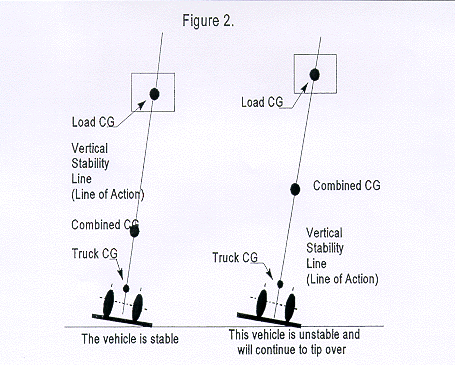 Figure 2.
Load CG
Vertical
Stability
Line
(Line of Action)
Combined CG
Truck CG
The vehicle is stable
Load CG
Combined CG
Vertical
Stability
Line
(Line of Action)
Truck CG
This vehicle is unstable and
will continue to tip over